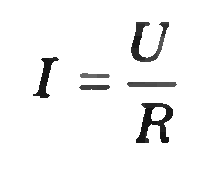 I = U/R